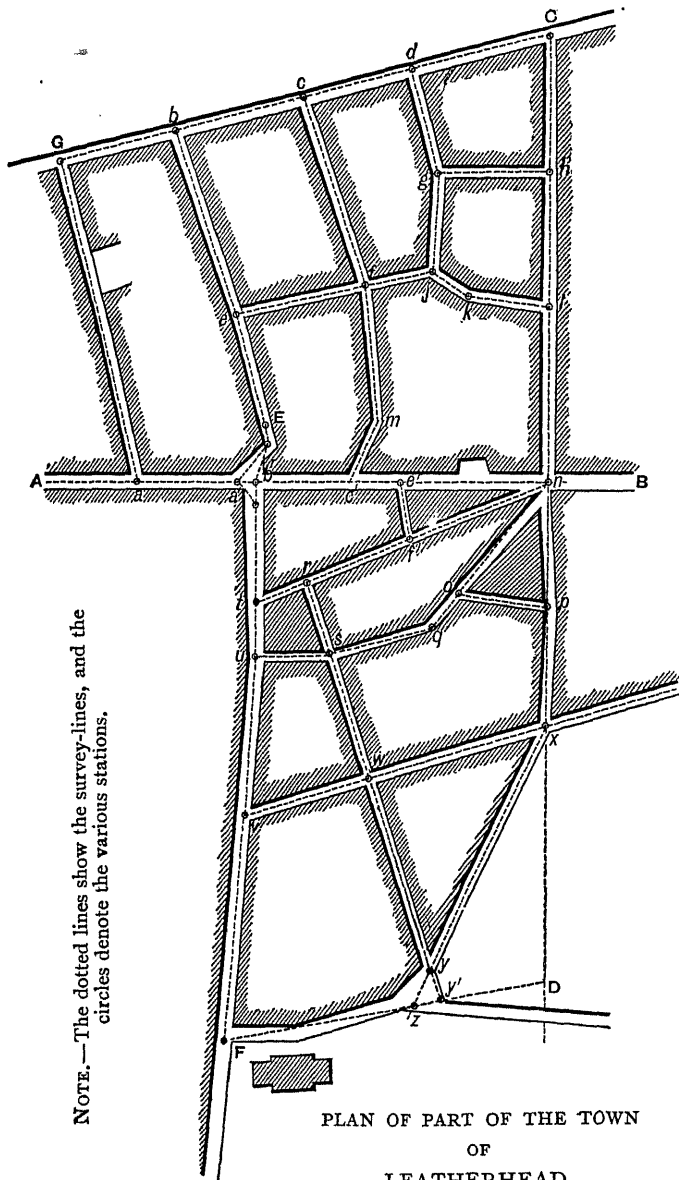 C
d
c
b
G
g
h
f
j
k
l
e
E
m
A
a
a'
b'
c'
e'
n
B
f'
r
o
t
p
s
q
u
x
w
v
y
y'
D
z
F
NOTE.—The dotted lines show the survey-lines, and the
circles denote the various stations.
PLAN OF PART OF THE TOWN
OF
LEATHERHEAD